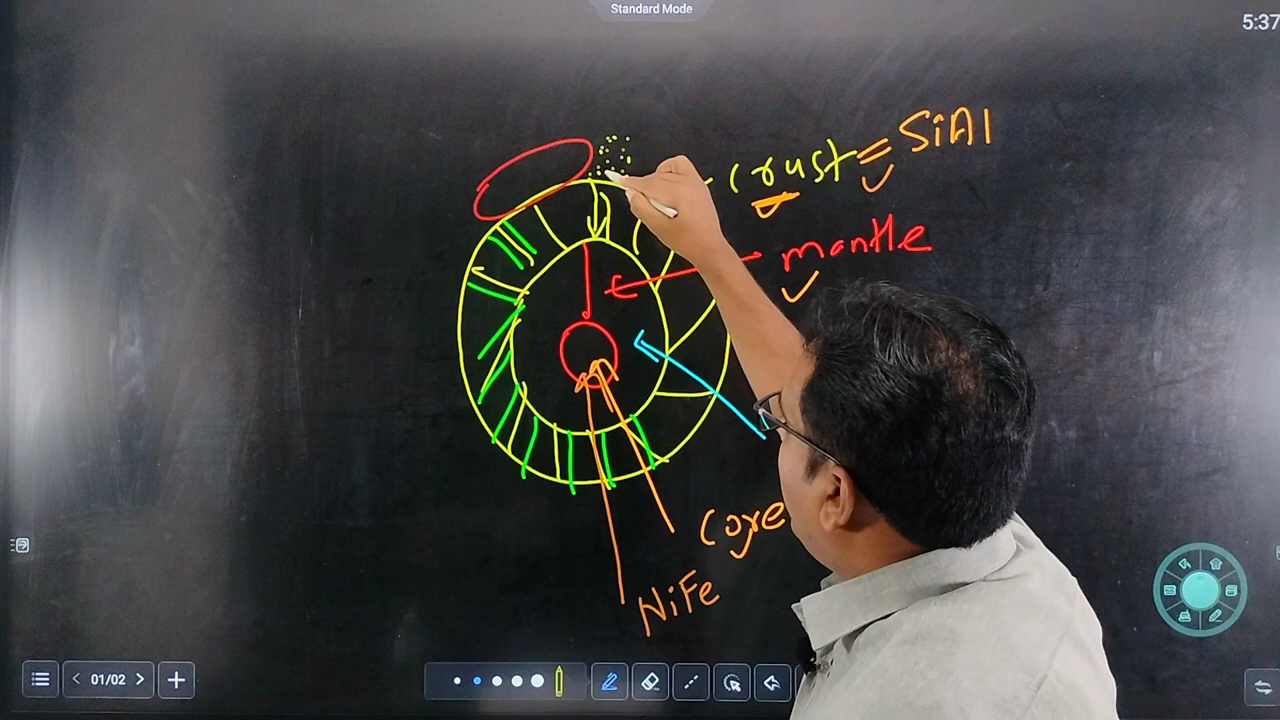 Standard Mode
5:37
crust = SiAl
mantle
Core
NiFe
01/02